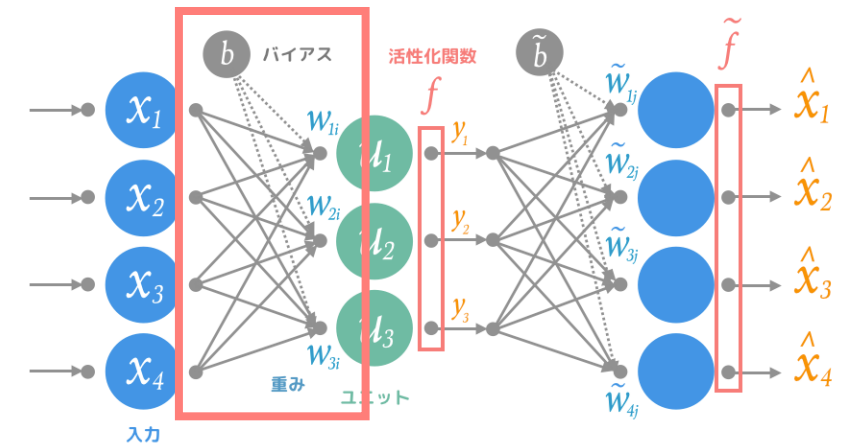 b バイアス
活性化関数
f
b̃
f̃
x₁
x₂
x₃
x₄
入力
w₁ᵢ
w₂ᵢ
w₃ᵢ
重み
u₁
u₂
u₃
ユニット
y₁
y₂
y₃
w̃₁ⱼ
w̃₂ⱼ
w̃₃ⱼ
w̃₄ⱼ
x̂₁
x̂₂
x̂₃
x̂₄